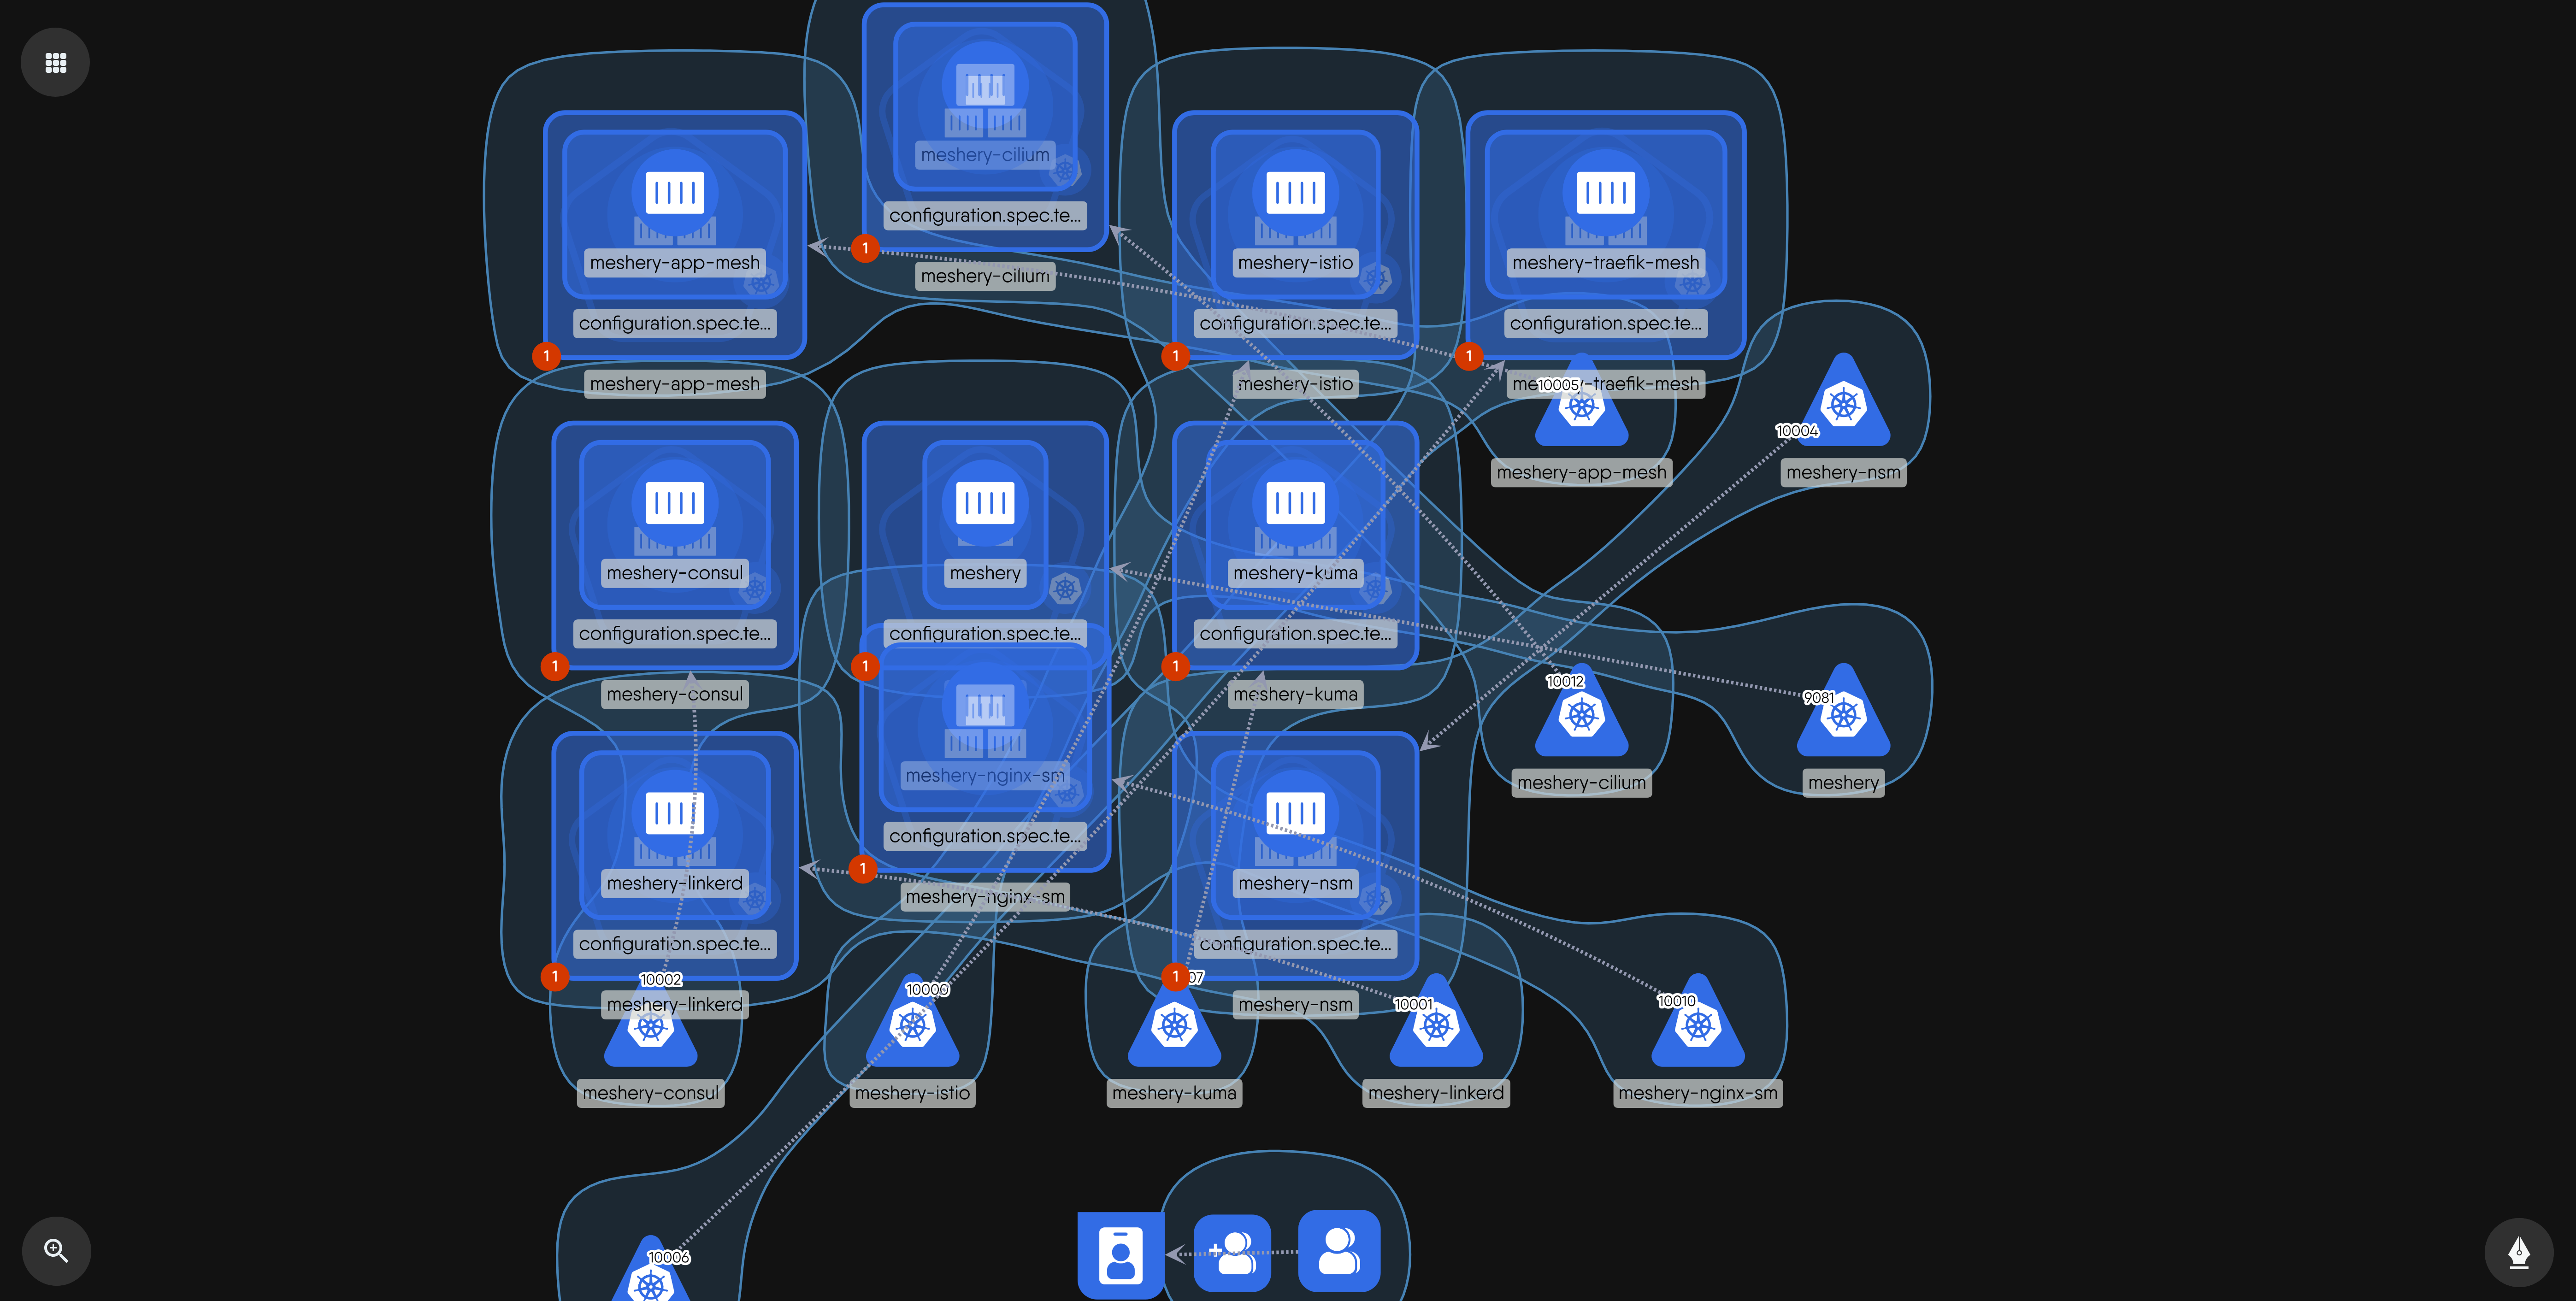 meshery-cilium
configuration.spec.te...
1
meshery-cilium
meshery-app-mesh
configuration.spec.te...
1
meshery-app-mesh
meshery-istio
configuration.spec.te...
1
meshery-istio
meshery-traefik-mesh
configuration.spec.te...
1
meshery-traefik-mesh
10005
meshery-app-mesh
10004
meshery-nsm
meshery-consul
configuration.spec.te...
1
meshery-consul
meshery
configuration.spec.te...
1
meshery-kuma
configuration.spec.te...
1
meshery-kuma
10012
meshery-cilium
9081
meshery
meshery-nginx-sm
configuration.spec.te...
1
meshery-nginx-sm
meshery-linkerd
configuration.spec.te...
1
meshery-linkerd
meshery-nsm
configuration.spec.te...
1
meshery-nsm
10002
meshery-consul
10000
meshery-istio
07
meshery-kuma
10001
meshery-linkerd
10010
meshery-nginx-sm
10006